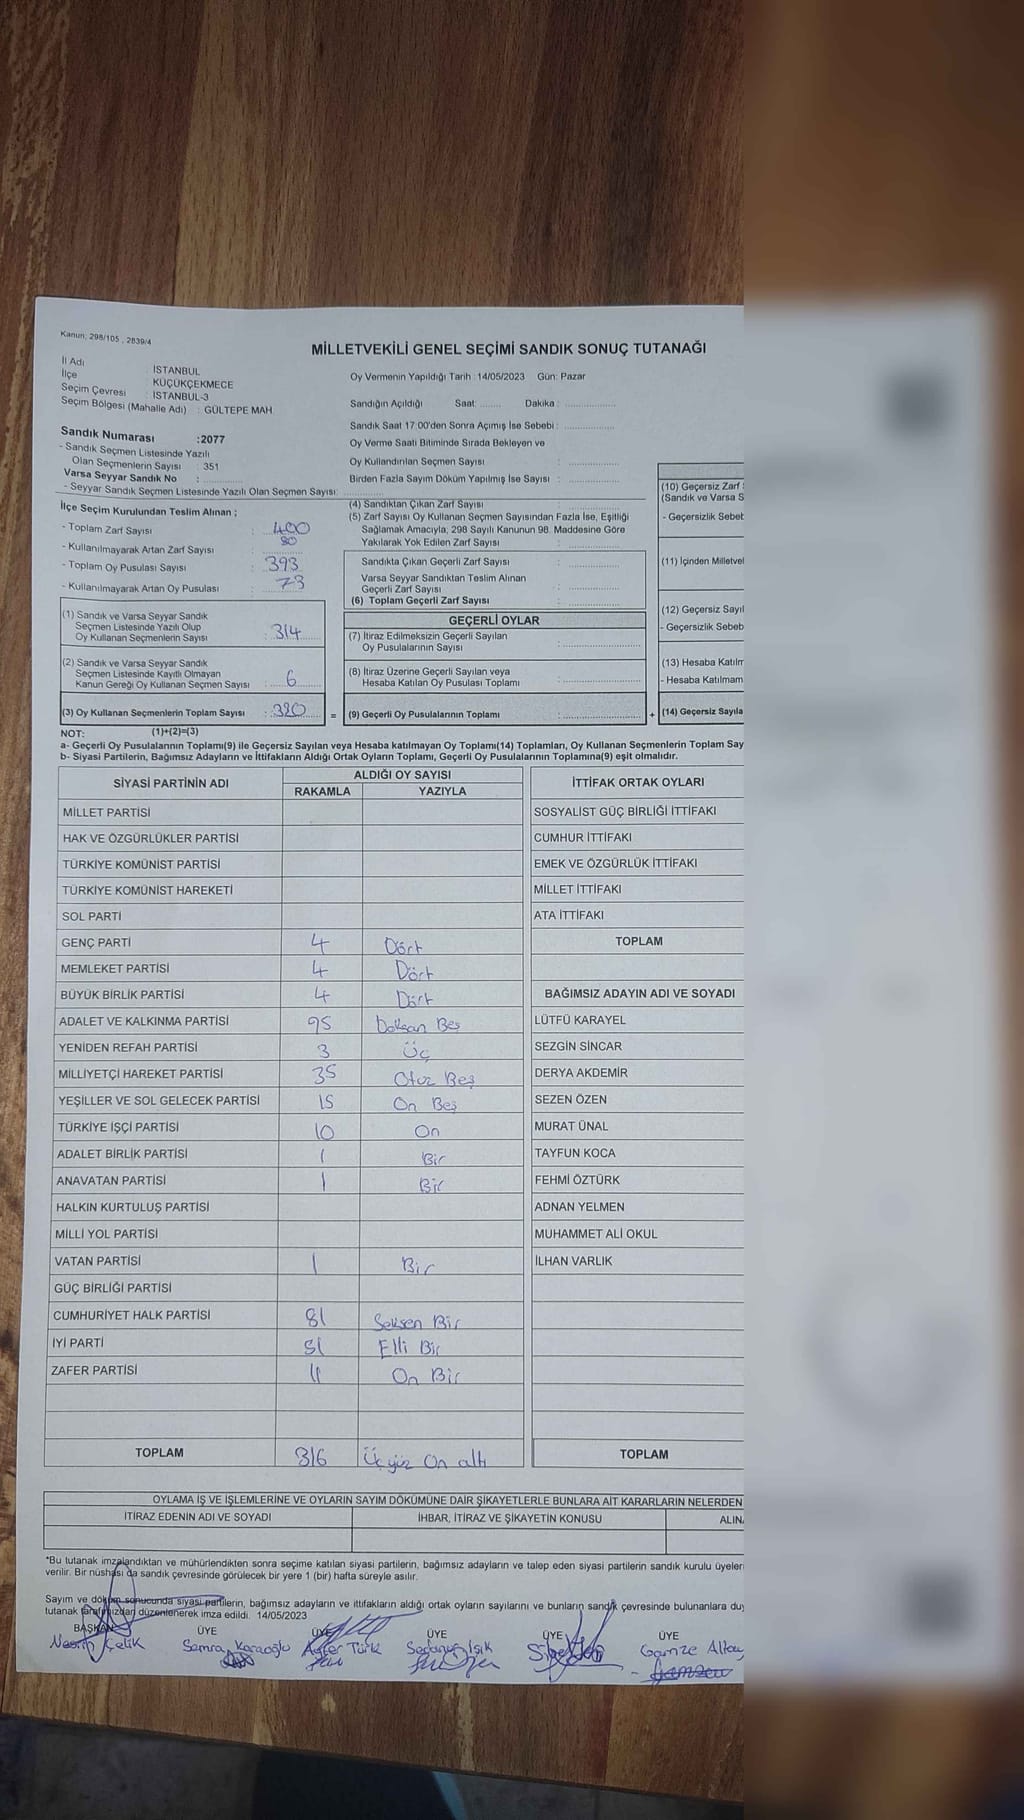 Kanun; 298/105 , 2839/4
MİLLETVEKİLİ GENEL SEÇİMİ SANDIK SONUÇ TUTANAĞI
İl Adı : İSTANBUL
İlçe : KÜÇÜKÇEKMECE
Seçim Çevresi : İSTANBUL-3
Seçim Bölgesi (Mahalle Adı) : GÜLTEPE MAH.
Oy Vermenin Yapıldığı Tarih : 14/05/2023 Gün: Pazar
Sandığın Açıldığı Saat: ........ Dakika : ..................
Sandık Saat 17:00'den Sonra Açımış İse Sebebi : ..................
Oy Verme Saati Bitiminde Sırada Bekleyen ve
Oy Kullandırılan Seçmen Sayısı : ..................
Birden Fazla Sayım Döküm Yapılmış İse Sayısı : ..................
Sandık Numarası :2077
- Sandık Seçmen Listesinde Yazılı
Olan Seçmenlerin Sayısı : 351
Varsa Seyyar Sandık No : ..................
- Seyyar Sandık Seçmen Listesinde Yazılı Olan Seçmen Sayısı: ..................
İlçe Seçim Kurulundan Teslim Alınan ;
- Toplam Zarf Sayısı : 400
- Kullanılmayarak Artan Zarf Sayısı : 80
- Toplam Oy Pusulası Sayısı : 393
- Kullanılmayarak Artan Oy Pusulası : 73
(1) Sandık ve Varsa Seyyar Sandık
Seçmen Listesinde Yazılı Olup
Oy Kullanan Seçmenlerin Sayısı : 314
(2) Sandık ve Varsa Seyyar Sandık
Seçmen Listesinde Kayıtlı Olmayan
Kanun Gereği Oy Kullanan Seçmen Sayısı : 6
(3) Oy Kullanan Seçmenlerin Toplam Sayısı : 320
(4) Sandıktan Çıkan Zarf Sayısı : ..................
(5) Zarf Sayısı Oy Kullanan Seçmen Sayısından Fazla İse, Eşitliği
Sağlamak Amacıyla; 298 Sayılı Kanunun 98. Maddesine Göre
Yakılarak Yok Edilen Zarf Sayısı : ..................
Sandıkta Çıkan Geçerli Zarf Sayısı : ..................
Varsa Seyyar Sandıktan Teslim Alınan
Geçerli Zarf Sayısı : ..................
(6) Toplam Geçerli Zarf Sayısı : ..................
GEÇERLİ OYLAR
(7) İtiraz Edilmeksizin Geçerli Sayılan
Oy Pusulalarının Sayısı : ..................
(8) İtiraz Üzerine Geçerli Sayılan veya
Hesaba Katılan Oy Pusulası Toplamı : ..................
= (9) Geçerli Oy Pusulalarının Toplamı : .................. +
(10) Geçersiz Zarf
(Sandık ve Varsa S
- Geçersizlik Sebeb
(11) İçinden Milletvel
(12) Geçersiz Sayıl
- Geçersizlik Sebeb
(13) Hesaba Katılm
- Hesaba Katılmam
(14) Geçersiz Sayıla
NOT: (1)+(2)=(3)
a- Geçerli Oy Pusulalarının Toplamı(9) ile Geçersiz Sayılan veya Hesaba katılmayan Oy Toplamı(14) Toplamları, Oy Kullanan Seçmenlerin Toplam Say
b- Siyasi Partilerin, Bağımsız Adayların ve İttifakların Aldığı Ortak Oyların Toplamı, Geçerli Oy Pusulalarının Toplamına(9) eşit olmalıdır.
SİYASİ PARTİNİN ADI ALDIĞI OY SAYISI
RAKAMLA YAZIYLA
MİLLET PARTİSİ
HAK VE ÖZGÜRLÜKLER PARTİSİ
TÜRKİYE KOMÜNİST PARTİSİ
TÜRKİYE KOMÜNİST HAREKETİ
SOL PARTİ
GENÇ PARTİ 4 Dört
MEMLEKET PARTİSİ 4 Dört
BÜYÜK BİRLİK PARTİSİ 4 Dört
ADALET VE KALKINMA PARTİSİ 95 Doksan Beş
YENİDEN REFAH PARTİSİ 3 Üç
MİLLİYETÇİ HAREKET PARTİSİ 35 Otuz Beş
YEŞİLLER VE SOL GELECEK PARTİSİ 15 On Beş
TÜRKİYE İŞÇİ PARTİSİ 10 On
ADALET BİRLİK PARTİSİ 1 Bir
ANAVATAN PARTİSİ 1 Bir
HALKIN KURTULUŞ PARTİSİ
MİLLİ YOL PARTİSİ
VATAN PARTİSİ 1 Bir
GÜÇ BİRLİĞİ PARTİSİ
CUMHURİYET HALK PARTİSİ 81 Seksen Bir
İYİ PARTİ 51 Elli Bir
ZAFER PARTİSİ 11 On Bir
TOPLAM 316 Üçyüz On altı
İTTİFAK ORTAK OYLARI
SOSYALİST GÜÇ BİRLİĞİ İTTİFAKI
CUMHUR İTTİFAKI
EMEK VE ÖZGÜRLÜK İTTİFAKI
MİLLET İTTİFAKI
ATA İTTİFAKI
TOPLAM
BAĞIMSIZ ADAYIN ADI VE SOYADI
LÜTFÜ KARAYEL
SEZGİN SİNCAR
DERYA AKDEMİR
SEZEN ÖZEN
MURAT ÜNAL
TAYFUN KOCA
FEHMİ ÖZTÜRK
ADNAN YELMEN
MUHAMMET ALİ OKUL
İLHAN VARLIK
TOPLAM
OYLAMA İŞ VE İŞLEMLERİNE VE OYLARIN SAYIM DÖKÜMÜNE DAİR ŞİKAYETLERLE BUNLARA AİT KARARLARIN NELERDEN
İTİRAZ EDENİN ADI VE SOYADI İHBAR, İTİRAZ VE ŞİKAYETİN KONUSU ALIN
*Bu tutanak imzalandıktan ve mühürlendikten sonra seçime katılan siyasi partilerin, bağımsız adayların ve talep eden siyasi partilerin sandık kurulu üyeler
verilir. Bir nüshası da sandık çevresinde görülecek bir yere 1 (bir) hafta süreyle asılır.
Sayım ve döküm sonucunda siyasi partilerin, bağımsız adayların ve ittifakların aldığı ortak oyların sayılarını ve bunların sandık çevresinde bulunanlara du
tutanak tarafımızdan düzenlenerek imza edildi. 14/05/2023
BAŞKAN ÜYE ÜYE ÜYE ÜYE ÜYE
Nesrin Çelik Semra Karaoğlu Ayfer Türk Sedanur Işık Gamze Altay